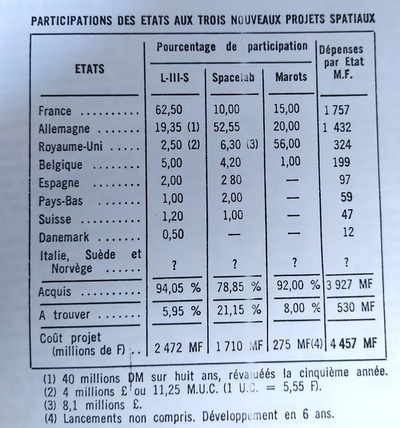 PARTICIPATIONS DES ETATS AUX TROIS NOUVEAUX PROJETS SPATIAUX
ETATS Pourcentage de participation Dépenses par Etat M.F.
L-III-S Spacelab Marots
France .......... 62,50 10,00 15,00 1 757
Allemagne ....... 19,35 (1) 52,55 20,00 1 432
Royaume-Uni ..... 2,50 (2) 6,30 (3) 56,00 324
Belgique ........ 5,00 4,20 1,00 199
Espagne ........ 2,00 2 80 — 97
Pays-Bas ........ 1,00 2,00 — 59
Suisse .......... 1,20 1,00 — 47
Danemark ....... 0,50 — — 12
Italie, Suède et
Norvège ....... ? ? ? ?
Acquis .......... 94,05 % 78,85 % 92,00 % 3 927 MF
A trouver ........ 5,95 % 21,15 % 8,00 % 530 MF
Coût projet
(millions de F) .. 2 472 MF 1 710 MF 275 MF(4) 4 457 MF
(1) 40 millions DM sur huit ans, révaluéés la cinquième année.
(2) 4 millions £ ou 11,25 M.U.C. (1 U.C. = 5,55 F).
(3) 8,1 millions £.
(4) Lancements non compris. Développement en 6 ans.